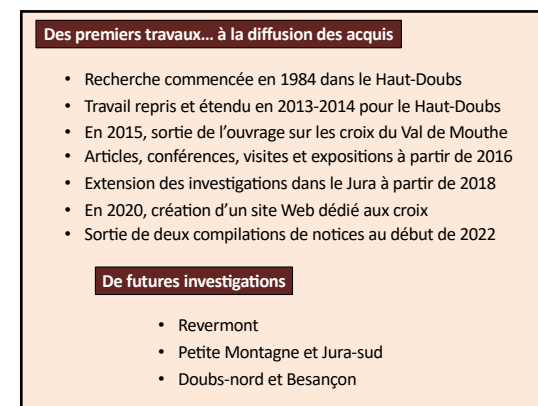 Des premiers travaux... à la diffusion des acquis
• Recherche commencée en 1984 dans le Haut-Doubs
• Travail repris et étendu en 2013-2014 pour le Haut-Doubs
• En 2015, sortie de l'ouvrage sur les croix du Val de Mouthe
• Articles, conférences, visites et expositions à partir de 2016
• Extension des investigations dans le Jura à partir de 2018
• En 2020, création d'un site Web dédié aux croix
• Sortie de deux compilations de notices au début de 2022
De futures investigations
• Revermont
• Petite Montagne et Jura-sud
• Doubs-nord et Besançon